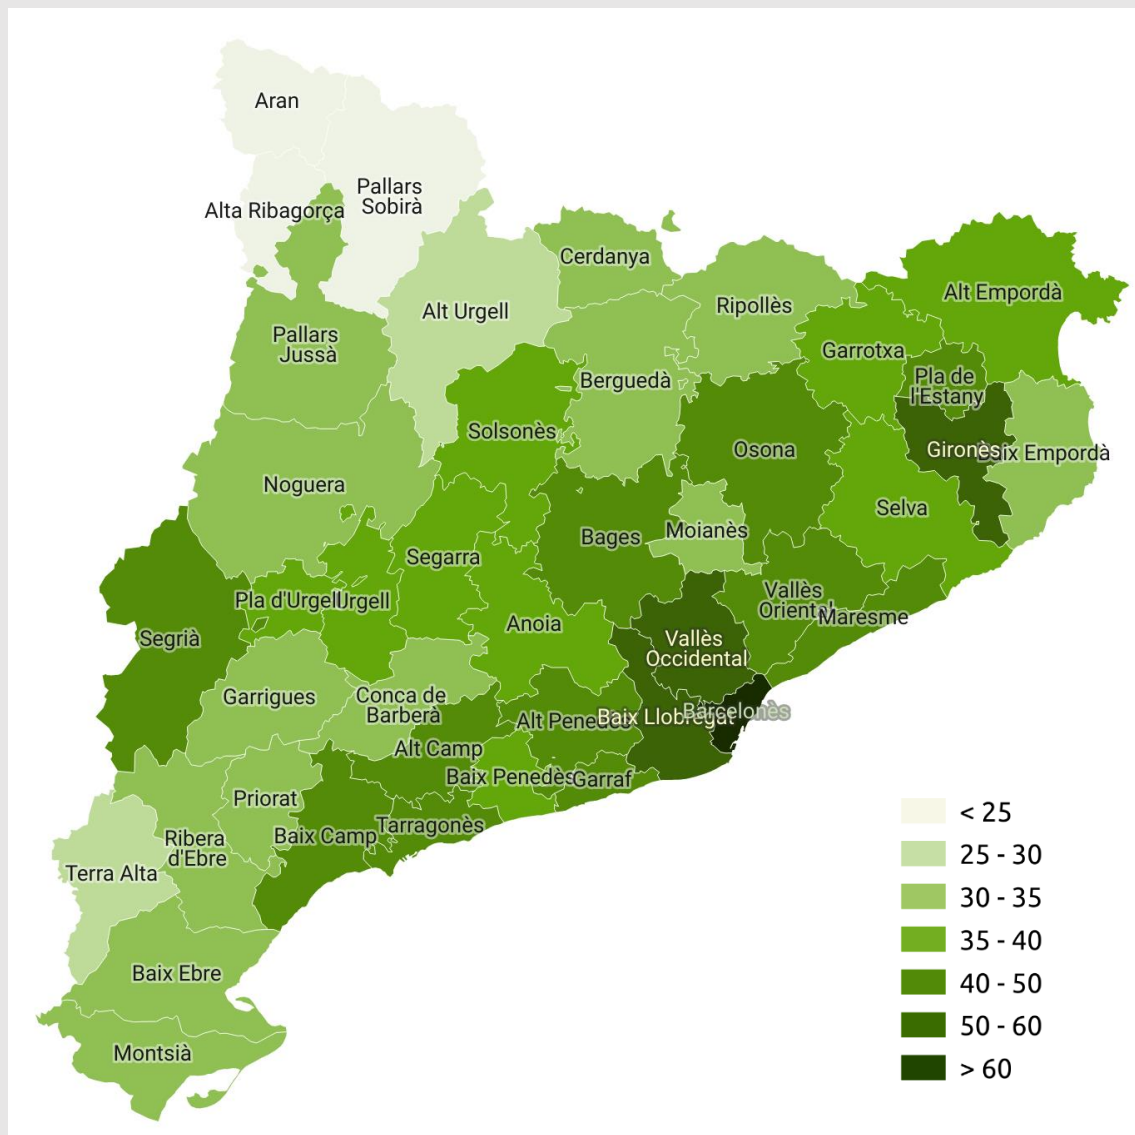 Aran
Pallars
Sobirà
Alta Ribagorça
Cerdanya
Alt Empordà
Ripollès
Alt Urgell
Pallars
Jussà
Garrotxa
Pla de
l'Estany
Berguedà
Solsonès
Osona
Gironès
Baix Empordà
Noguera
Selva
Bages
Moianès
Segarra
Pla d'Urgell
Urgell
Vallès
Oriental
Maresme
Anoia
Segrià
Vallès
Occidental
Garrigues
Conca de
Barberà
Alt Penedès
Baix Llobregat
Barcelonès
Alt Camp
Baix Penedès
Garraf
Priorat
Tarragonès
Baix Camp
Ribera
d'Ebre
Terra Alta
Baix Ebre
Montsià
< 25
25 - 30
30 - 35
35 - 40
40 - 50
50 - 60
> 60